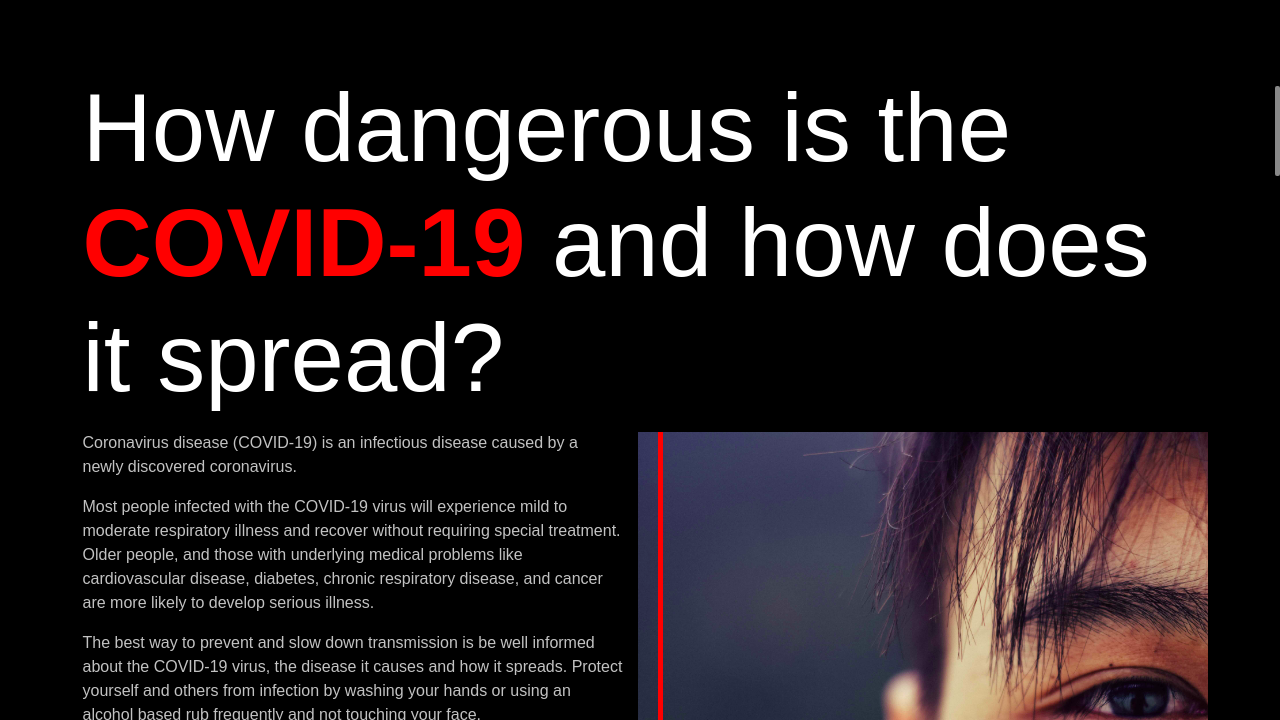 How dangerous is the
COVID-19 and how does
it spread?
Coronavirus disease (COVID-19) is an infectious disease caused by a
newly discovered coronavirus.
Most people infected with the COVID-19 virus will experience mild to
moderate respiratory illness and recover without requiring special treatment.
Older people, and those with underlying medical problems like
cardiovascular disease, diabetes, chronic respiratory disease, and cancer
are more likely to develop serious illness.
The best way to prevent and slow down transmission is be well informed
about the COVID-19 virus, the disease it causes and how it spreads. Protect
yourself and others from infection by washing your hands or using an
alcohol based rub frequently and not touching your face.